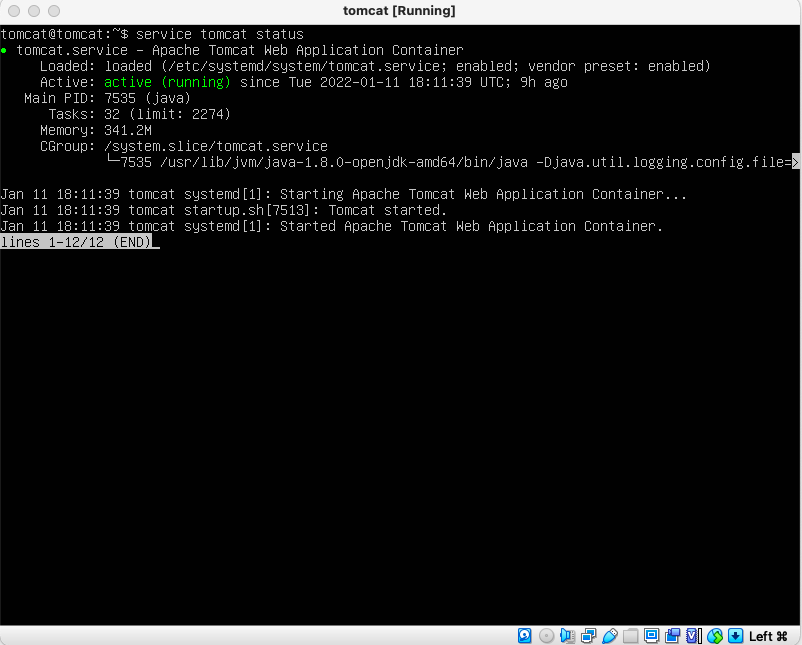 tomcat [Running]
tomcat@tomcat:~$ service tomcat status
● tomcat.service - Apache Tomcat Web Application Container
Loaded: loaded (/etc/systemd/system/tomcat.service; enabled; vendor preset: enabled)
Active: active (running) since Tue 2022-01-11 18:11:39 UTC; 9h ago
Main PID: 7535 (java)
Tasks: 32 (limit: 2274)
Memory: 341.2M
CGroup: /system.slice/tomcat.service
└─7535 /usr/lib/jvm/java-1.8.0-openjdk-amd64/bin/java -Djava.util.logging.config.file=>
Jan 11 18:11:39 tomcat systemd[1]: Starting Apache Tomcat Web Application Container...
Jan 11 18:11:39 tomcat startup.sh[7513]: Tomcat started.
Jan 11 18:11:39 tomcat systemd[1]: Started Apache Tomcat Web Application Container.
lines 1-12/12 (END)
Left ⌘